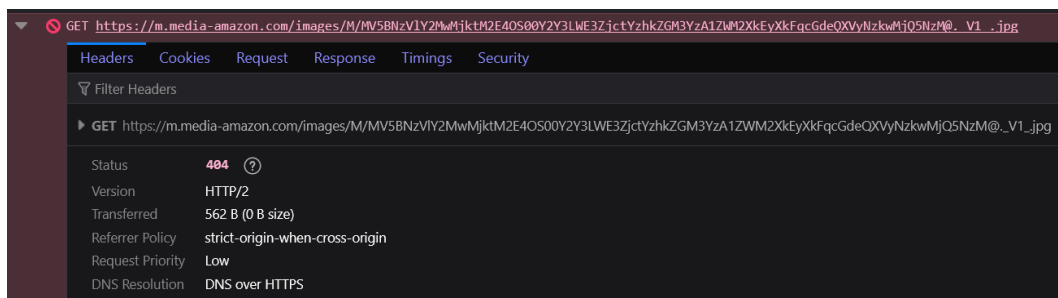 GET https://m.media-amazon.com/images/M/MV5BNzVlY2MwMjktM2E4OS00Y2Y3LWE3ZjctYzhkZGM3YzA1ZWM2XkEyXkFqcGdeQXVyNzkwMjQ5NzM@._V1_.jpg
Headers Cookies Request Response Timings Security
Filter Headers
GET https://m.media-amazon.com/images/M/MV5BNzVlY2MwMjktM2E4OS00Y2Y3LWE3ZjctYzhkZGM3YzA1ZWM2XkEyXkFqcGdeQXVyNzkwMjQ5NzM@._V1_.jpg
Status 404 ?
Version HTTP/2
Transferred 562 B (0 B size)
Referrer Policy strict-origin-when-cross-origin
Request Priority Low
DNS Resolution DNS over HTTPS